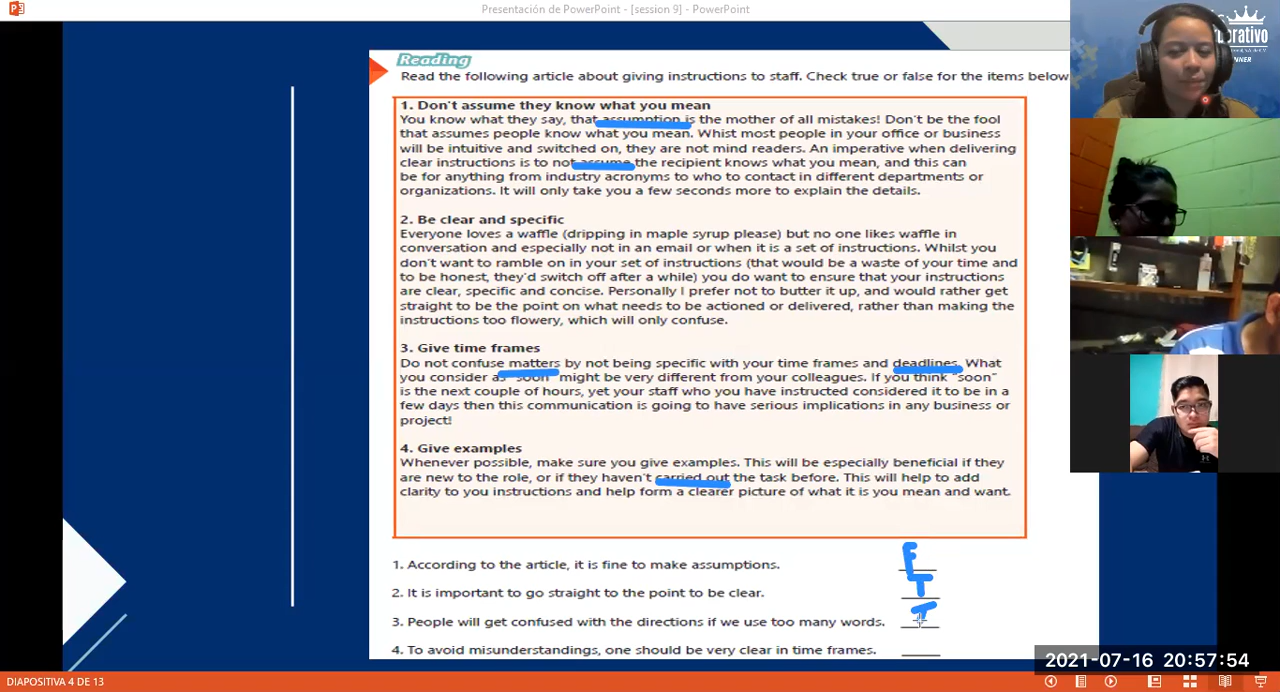 Presentación de PowerPoint - [session 9] - PowerPoint
Reading
Read the following article about giving instructions to staff. Check true or false for the items below
1. Don't assume they know what you mean
You know what they say, that assumption is the mother of all mistakes! Don't be the fool
that assumes people know what you mean. Whist most people in your office or business
will be intuitive and switched on, they are not mind readers. An imperative when delivering
clear instructions is to not assume the recipient knows what you mean, and this can
be for anything from industry acronyms to who to contact in different departments or
organizations. It will only take you a few seconds more to explain the details.
2. Be clear and specific
Everyone loves a waffle (dripping in maple syrup please) but no one likes waffle in
conversation and especially not in an email or when it is a set of instructions. Whilst you
don't want to ramble on in your set of instructions (that would be a waste of your time and
to be honest, they'd switch off after a while) you do want to ensure that your instructions
are clear, specific and concise. Personally I prefer not to butter it up, and would rather get
straight to be the point on what needs to be actioned or delivered, rather than making the
instructions too flowery, which will only confuse.
3. Give time frames
Do not confuse matters by not being specific with your time frames and deadlines. What
you consider as "soon" might be very different from your colleagues. If you think "soon"
is the next couple of hours, yet your staff who you have instructed considered it to be in a
few days then this communication is going to have serious implications in any business or
project!
4. Give examples
Whenever possible, make sure you give examples. This will be especially beneficial if they
are new to the role, or if they haven't carried out the task before. This will help to add
clarity to you instructions and help form a clearer picture of what it is you mean and want.
1. According to the article, it is fine to make assumptions. F
2. It is important to go straight to the point to be clear. T
3. People will get confused with the directions if we use too many words. T
4. To avoid misunderstandings, one should be very clear in time frames.
2021-07-16 20:57:54
DIAPOSITIVA 4 DE 13